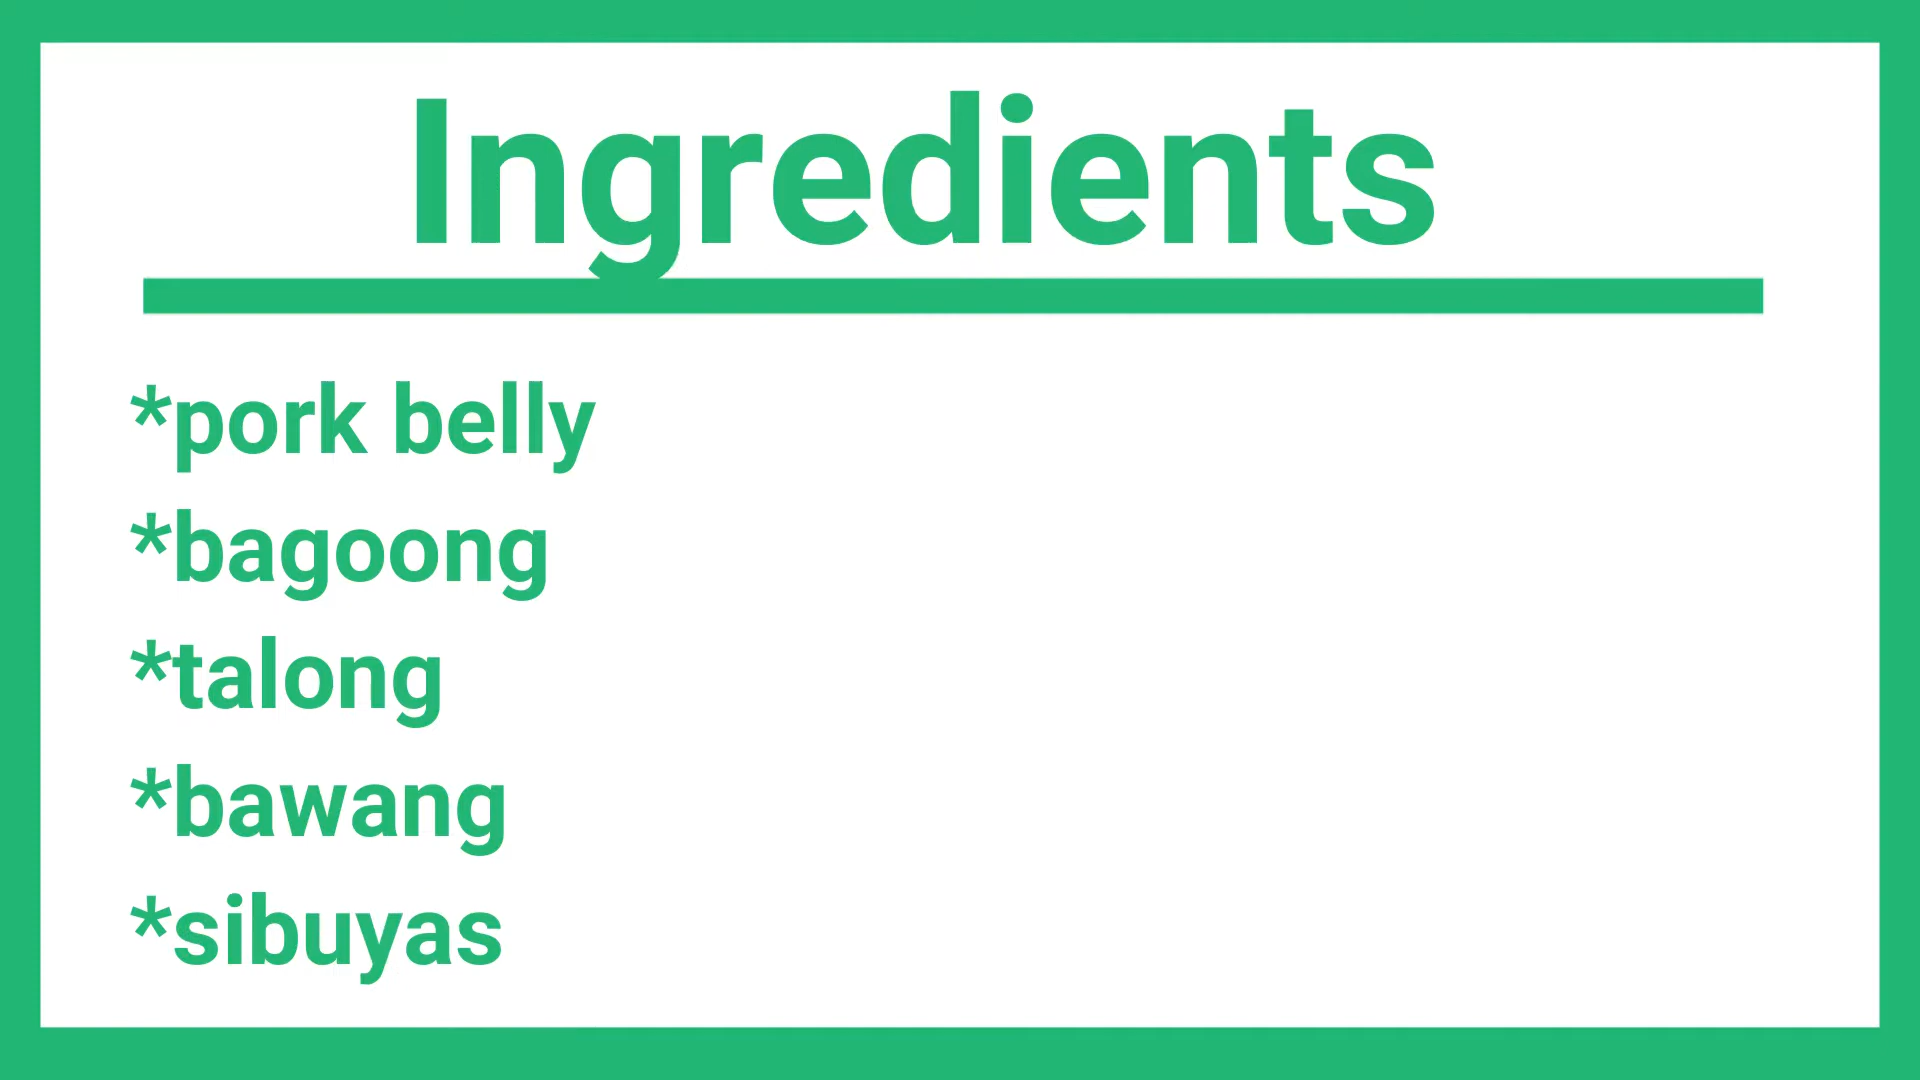 Ingredients
*pork belly
*bagoong
*talong
*bawang
*sibuyas